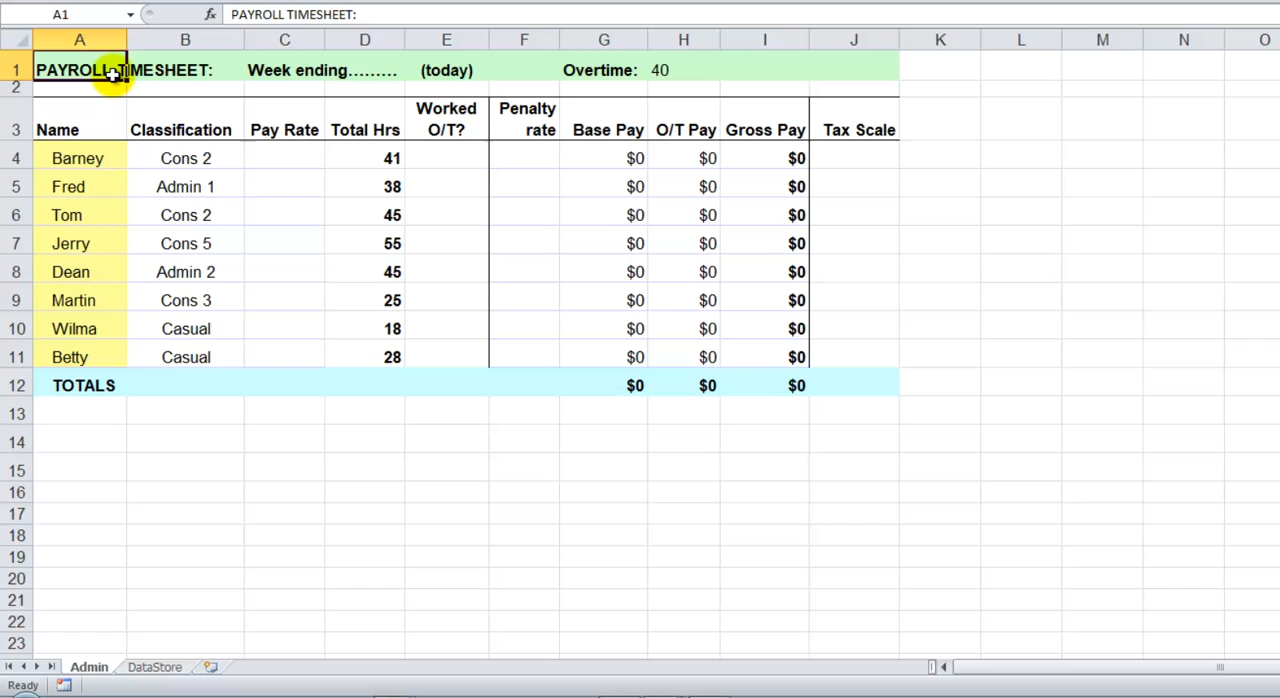 A1 fx PAYROLL TIMESHEET:
A B C D E F G H I J K L M N O
1 PAYROLL TIMESHEET: Week ending……… (today) Overtime: 40
2
3 Name Classification Pay Rate Total Hrs Worked O/T? Penalty rate Base Pay O/T Pay Gross Pay Tax Scale
4 Barney Cons 2 41 $0 $0 $0
5 Fred Admin 1 38 $0 $0 $0
6 Tom Cons 2 45 $0 $0 $0
7 Jerry Cons 5 55 $0 $0 $0
8 Dean Admin 2 45 $0 $0 $0
9 Martin Cons 3 25 $0 $0 $0
10 Wilma Casual 18 $0 $0 $0
11 Betty Casual 28 $0 $0 $0
12 TOTALS $0 $0 $0
13
14
15
16
17
18
19
20
21
22
23
Admin DataStore
Ready